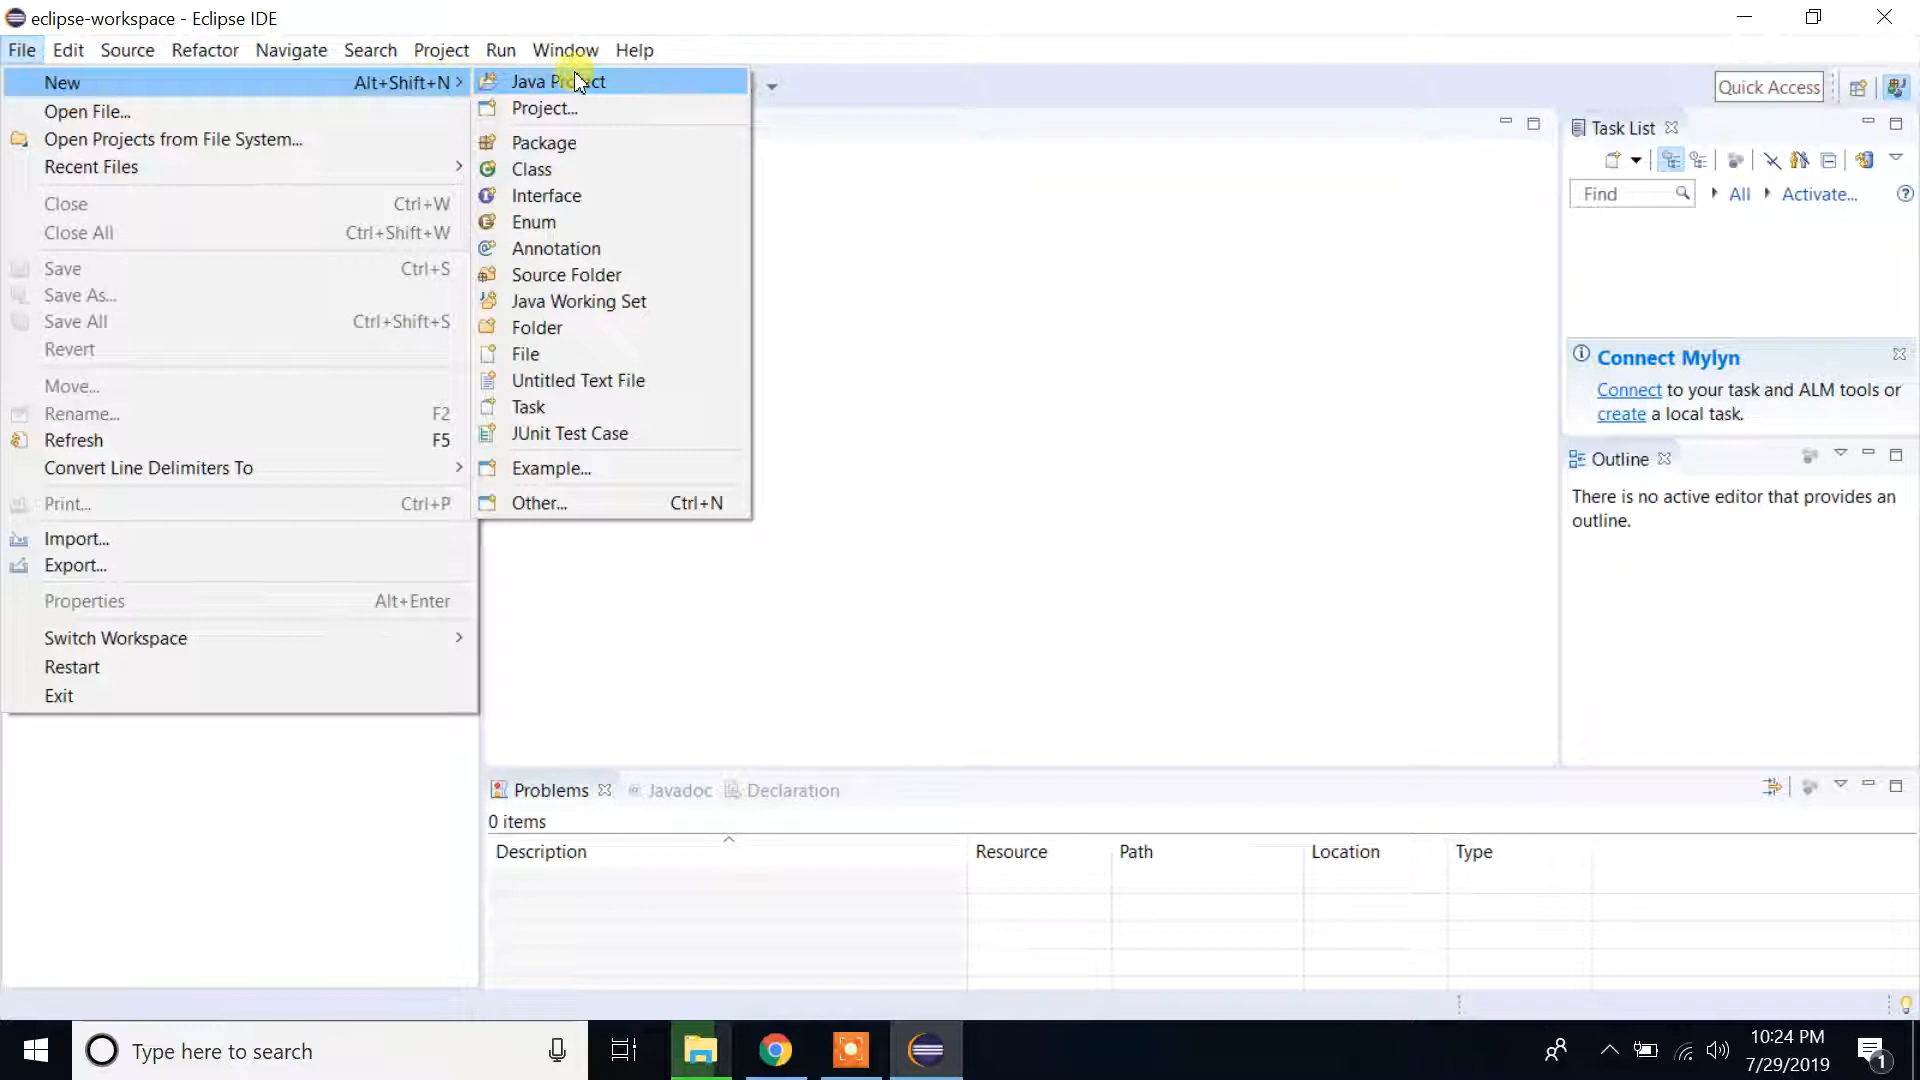 eclipse-workspace - Eclipse IDE
File Edit Source Refactor Navigate Search Project Run Window Help
New Alt+Shift+N
Open File...
Open Projects from File System...
Recent Files
Close Ctrl+W
Close All Ctrl+Shift+W
Save Ctrl+S
Save As...
Save All Ctrl+Shift+S
Revert
Move...
Rename... F2
Refresh F5
Convert Line Delimiters To
Print... Ctrl+P
Import...
Export...
Properties Alt+Enter
Switch Workspace
Restart
Exit
Java Project
Project...
Package
Class
Interface
Enum
Annotation
Source Folder
Java Working Set
Folder
File
Untitled Text File
Task
JUnit Test Case
Example...
Other... Ctrl+N
Quick Access
Task List
Find All Activate...
Connect Mylyn
Connect to your task and ALM tools or
create a local task.
Outline
There is no active editor that provides an
outline.
Problems Javadoc Declaration
0 items
Description Resource Path Location Type
Type here to search
10:24 PM
7/29/2019
1